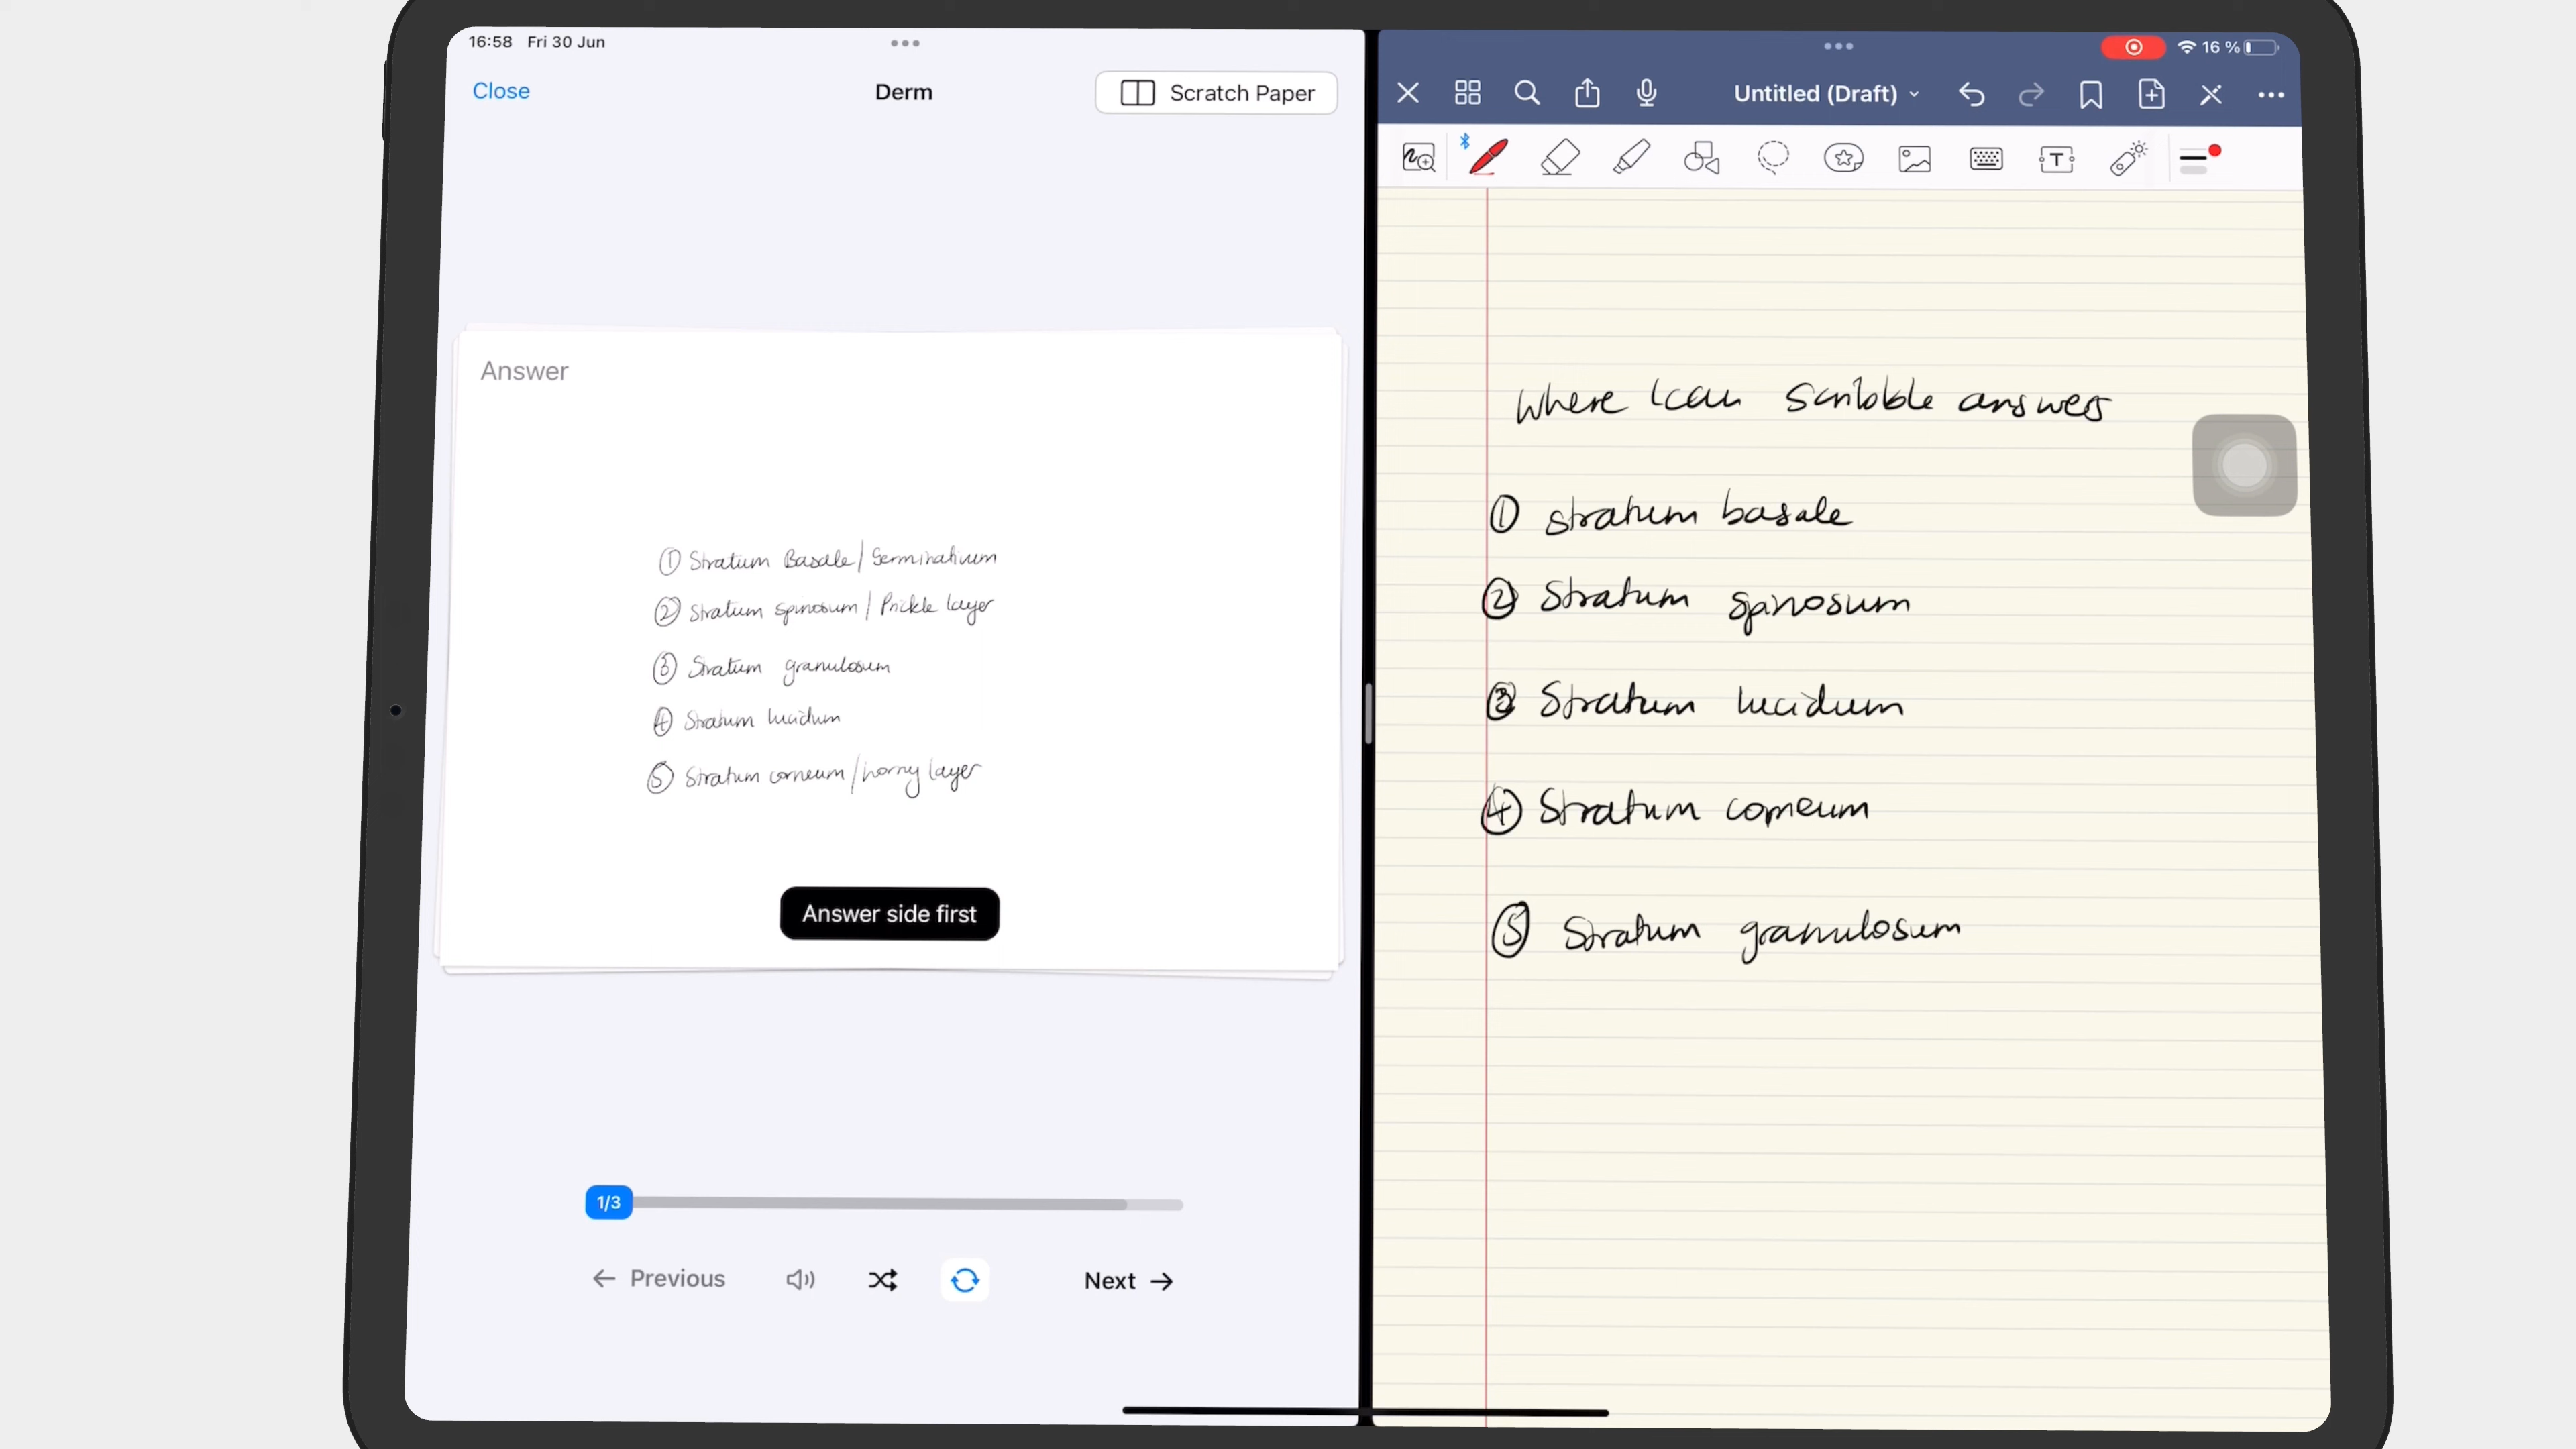 16:58 Fri 30 Jun
Close
Derm
Scratch Paper
Answer
① Stratum Basale/Germinativum
② Stratum spinosum/Prickle layer
③ Stratum granulosum
④ Stratum lucidum
⑤ Stratum corneum/horny layer
Answer side first
1/3
Previous
Next
16 %
Untitled (Draft)
T
Where I can Scribble answers
① stratum basale
② Stratum spinosum
③ Stratum lucidum
④ Stratum corneum
⑤ Stratum granulosum